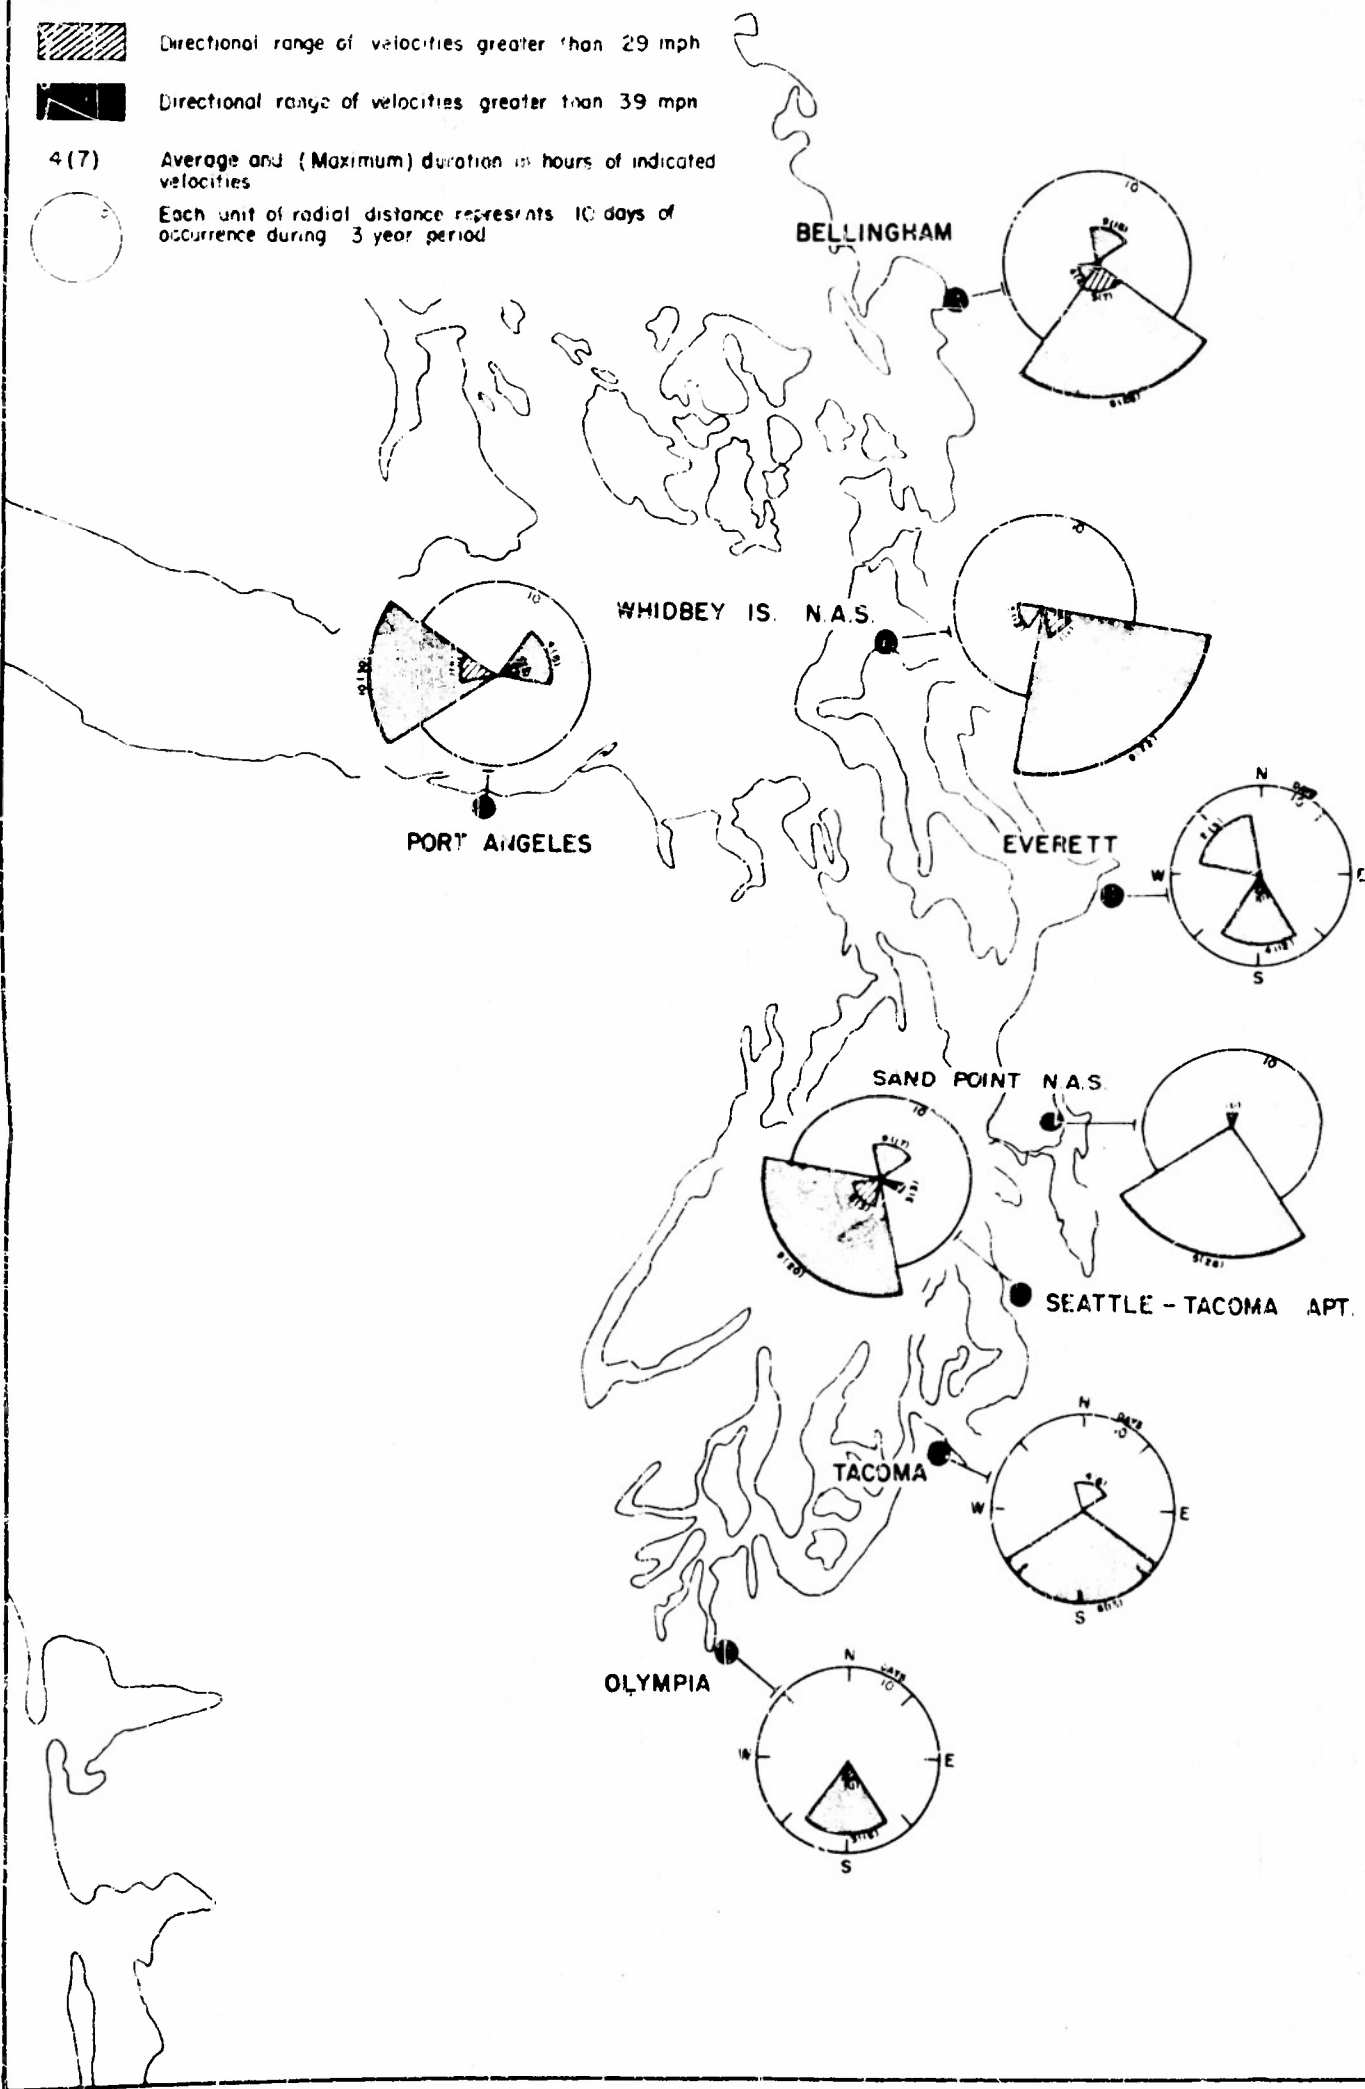 Directional range of velocities greater than 29 mph
Directional range of velocities greater than 39 mph
4 (7) Average and (Maximum) duration in hours of indicated
velocities
Each unit of radial distance represents 10 days of
occurrence during 3 year period
10
BELLINGHAM
10
WHIDBEY IS. N.A.S.
10
PORT ANGELES
N
DAYS
10
EVERETT
W
E
S
SAND POINT N.A.S.
10
10
SEATTLE - TACOMA APT.
N
DAYS
10
TACOMA
W
E
S
OLYMPIA
N
DAYS
10
W
E
S